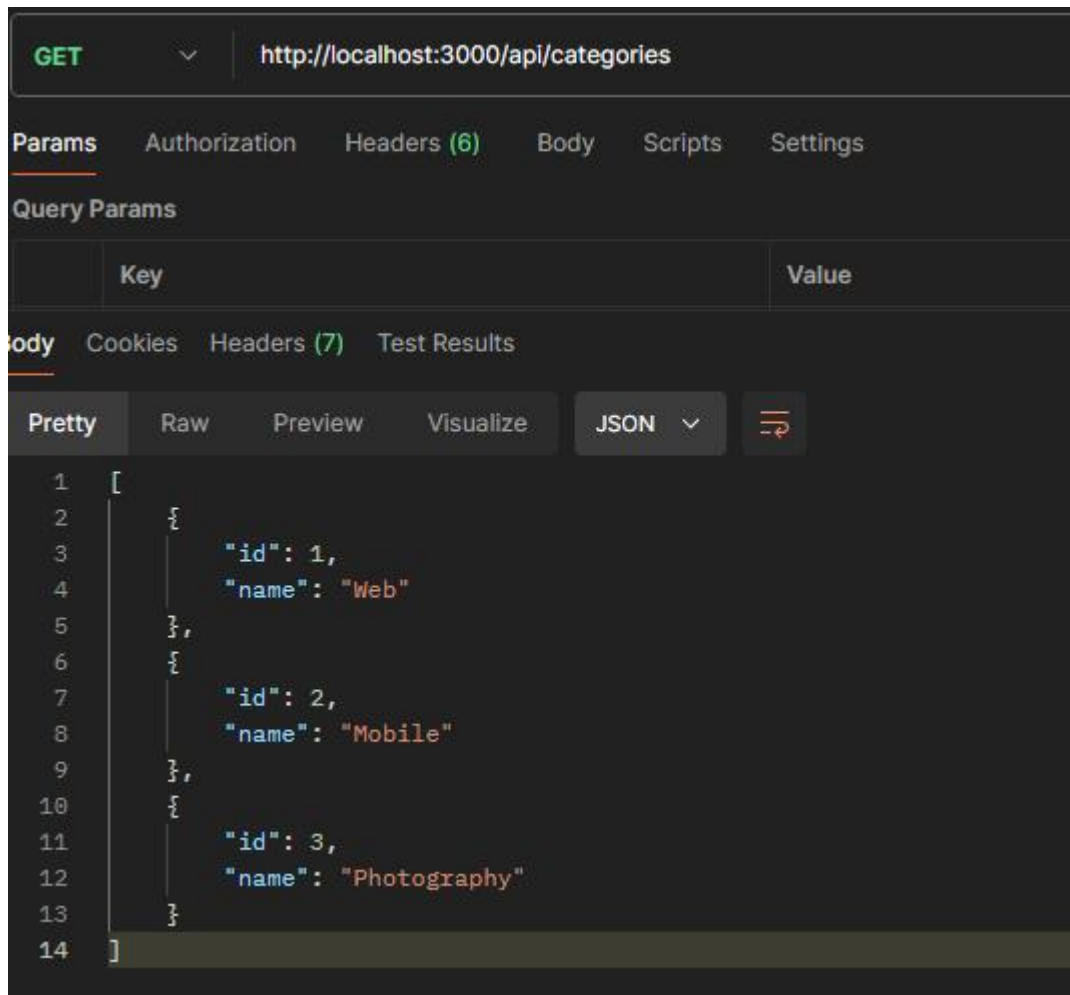 GET http://localhost:3000/api/categories
Params Authorization Headers (6) Body Scripts Settings
Query Params
Key Value
Body Cookies Headers (7) Test Results
Pretty Raw Preview Visualize JSON
1 [
2 {
3 "id": 1,
4 "name": "Web"
5 },
6 {
7 "id": 2,
8 "name": "Mobile"
9 },
10 {
11 "id": 3,
12 "name": "Photography"
13 }
14 ]